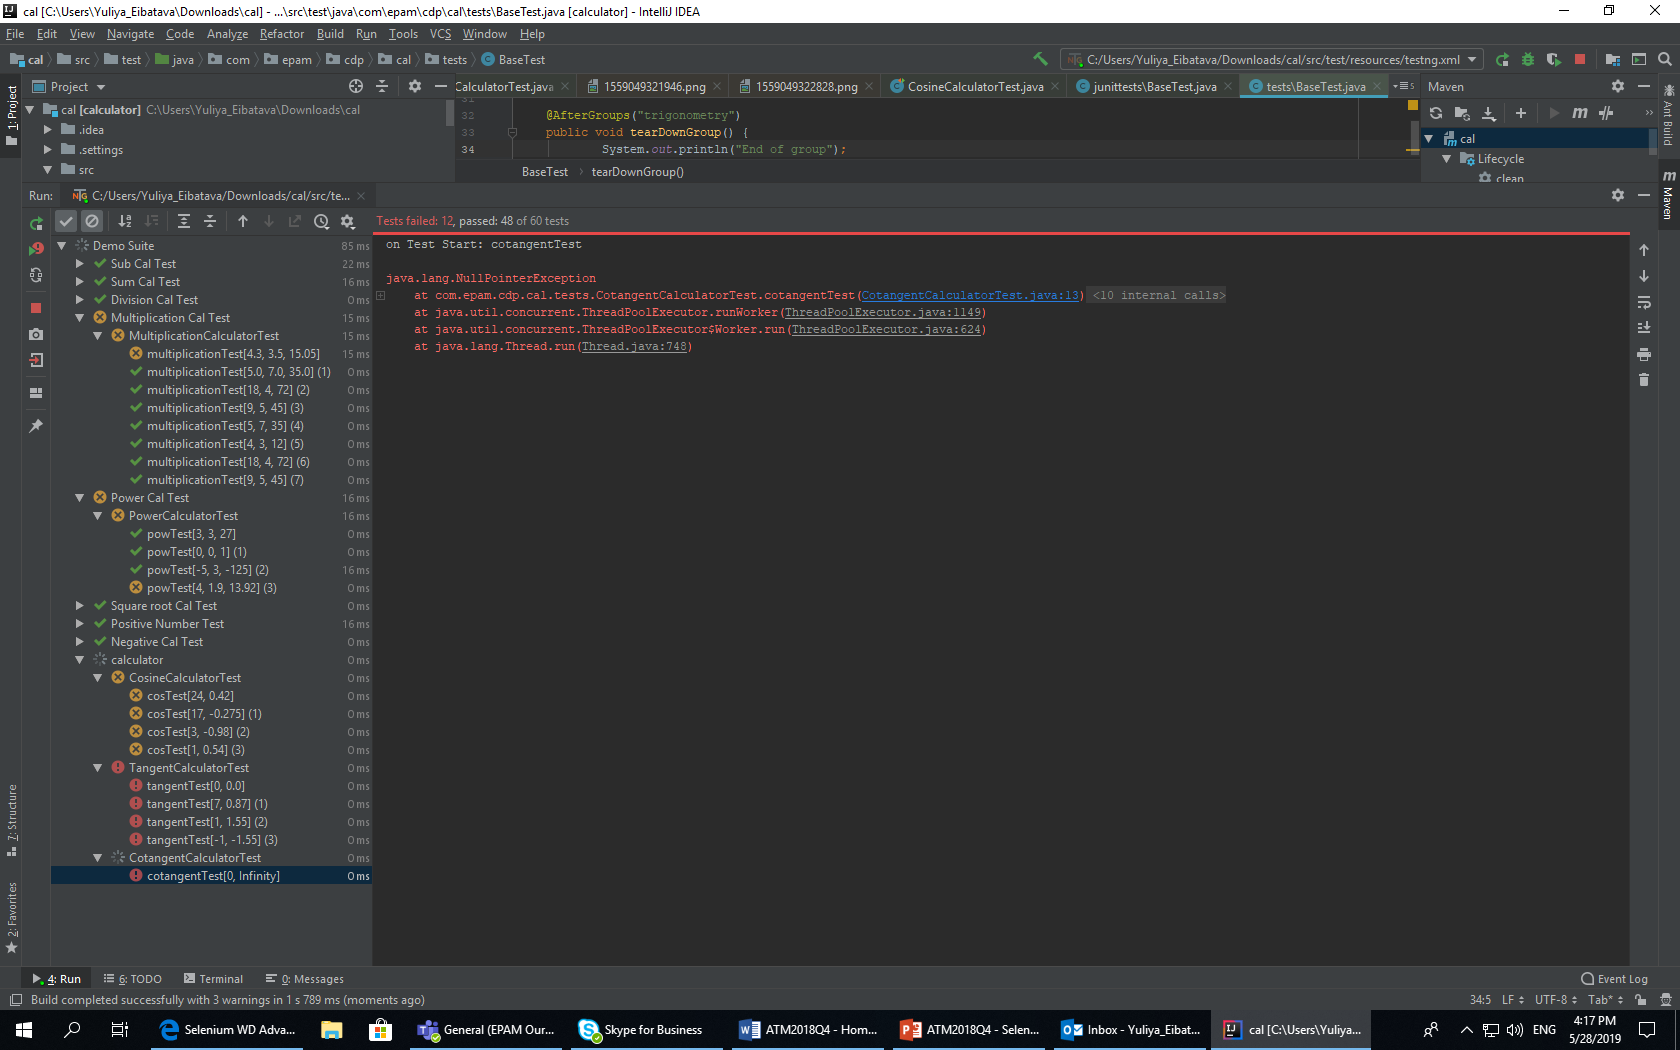 cal [C:\Users\Yuliya_Eibatava\Downloads\cal] - ...\src\test\java\com\epam\cdp\cal\tests\BaseTest.java [calculator] - IntelliJ IDEA
File Edit View Navigate Code Analyze Refactor Build Run Tools VCS Window Help
cal src test java com epam cdp cal tests BaseTest
C:/Users/Yuliya_Eibatava/Downloads/cal/src/test/resources/testng.xml
1: Project
Project
CalculatorTest.java 1559049321946.png 1559049322828.png CosineCalculatorTest.java junittests\BaseTest.java tests\BaseTest.java 5
Maven
cal [calculator] C:\Users\Yuliya_Eibatava\Downloads\cal
.idea
.settings
src
31
32 @AfterGroups("trigonometry")
33 public void tearDownGroup() {
34 System.out.println("End of group");
BaseTest tearDownGroup()
cal
Lifecycle
clean
Ant Build
Maven
Run: C:/Users/Yuliya_Eibatava/Downloads/cal/src/te...
Tests failed: 12, passed: 48 of 60 tests
Demo Suite 85 ms
Sub Cal Test 22 ms
Sum Cal Test 16 ms
Division Cal Test 0 ms
Multiplication Cal Test 15 ms
MultiplicationCalculatorTest 15 ms
multiplicationTest[4.3, 3.5, 15.05] 15 ms
multiplicationTest[5.0, 7.0, 35.0] (1) 0 ms
multiplicationTest[18, 4, 72] (2) 0 ms
multiplicationTest[9, 5, 45] (3) 0 ms
multiplicationTest[5, 7, 35] (4) 0 ms
multiplicationTest[4, 3, 12] (5) 0 ms
multiplicationTest[18, 4, 72] (6) 0 ms
multiplicationTest[9, 5, 45] (7) 0 ms
Power Cal Test 16 ms
PowerCalculatorTest 16 ms
powTest[3, 3, 27] 0 ms
powTest[0, 0, 1] (1) 0 ms
powTest[-5, 3, -125] (2) 16 ms
powTest[4, 1.9, 13.92] (3) 0 ms
Square root Cal Test 16 ms
Positive Number Test 16 ms
Negative Cal Test 0 ms
calculator 0 ms
CosineCalculatorTest 0 ms
cosTest[24, 0.42] 0 ms
cosTest[17, -0.275] (1) 0 ms
cosTest[3, -0.98] (2) 0 ms
cosTest[1, 0.54] (3) 0 ms
TangentCalculatorTest 0 ms
tangentTest[0, 0.0] 0 ms
tangentTest[7, 0.87] (1) 0 ms
tangentTest[1, 1.55] (2) 0 ms
tangentTest[-1, -1.55] (3) 0 ms
CotangentCalculatorTest 0 ms
cotangentTest[0, Infinity] 0 ms
on Test Start: cotangentTest
java.lang.NullPointerException
at com.epam.cdp.cal.tests.CotangentCalculatorTest.cotangentTest(CotangentCalculatorTest.java:13) <10 internal calls>
at java.util.concurrent.ThreadPoolExecutor.runWorker(ThreadPoolExecutor.java:1149)
at java.util.concurrent.ThreadPoolExecutor$Worker.run(ThreadPoolExecutor.java:624)
at java.lang.Thread.run(Thread.java:748)
7: Structure
2: Favorites
4: Run 6: TODO Terminal 0: Messages Event Log
Build completed successfully with 3 warnings in 1 s 789 ms (moments ago) 34:5 LF UTF-8 Tab*
Selenium WD Adva... General (EPAM Our... Skype for Business ATM2018Q4 - Hom... ATM2018Q4 - Selen... Inbox - Yuliya_Eibat... cal [C:\Users\Yuliya... ENG
4:17 PM
5/28/2019